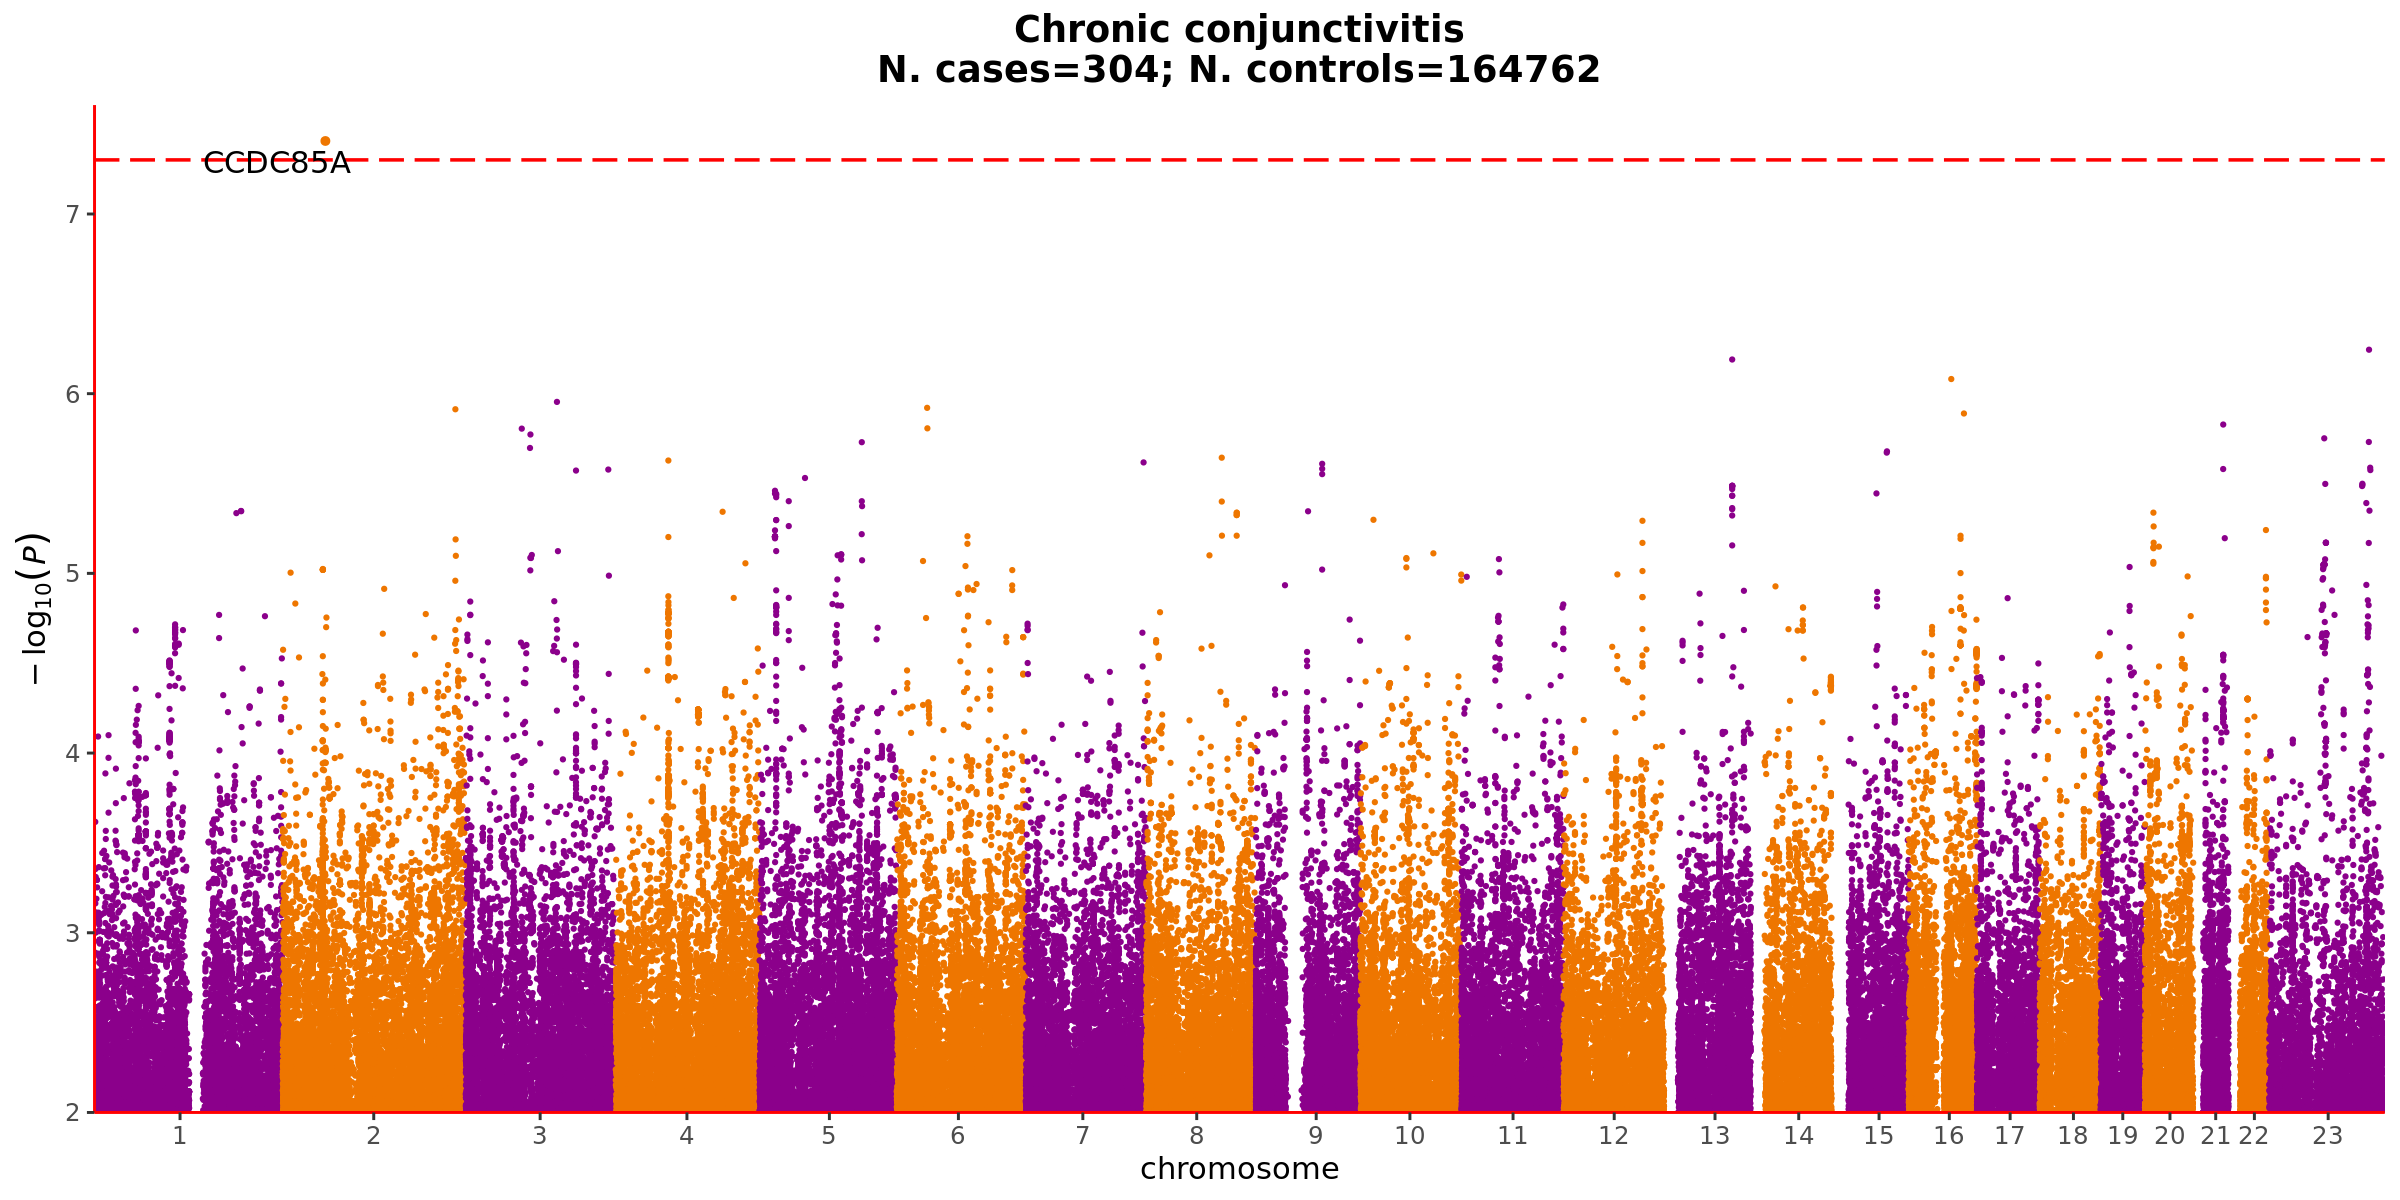 Chronic conjunctivitis
N. cases=304; N. controls=164762
CCDC85A
7
6
5
4
3
2
−log10(P)
1 2 3 4 5 6 7 8 9 10 11 12 13 14 15 16 17 18 19 20 21 22 23
chromosome